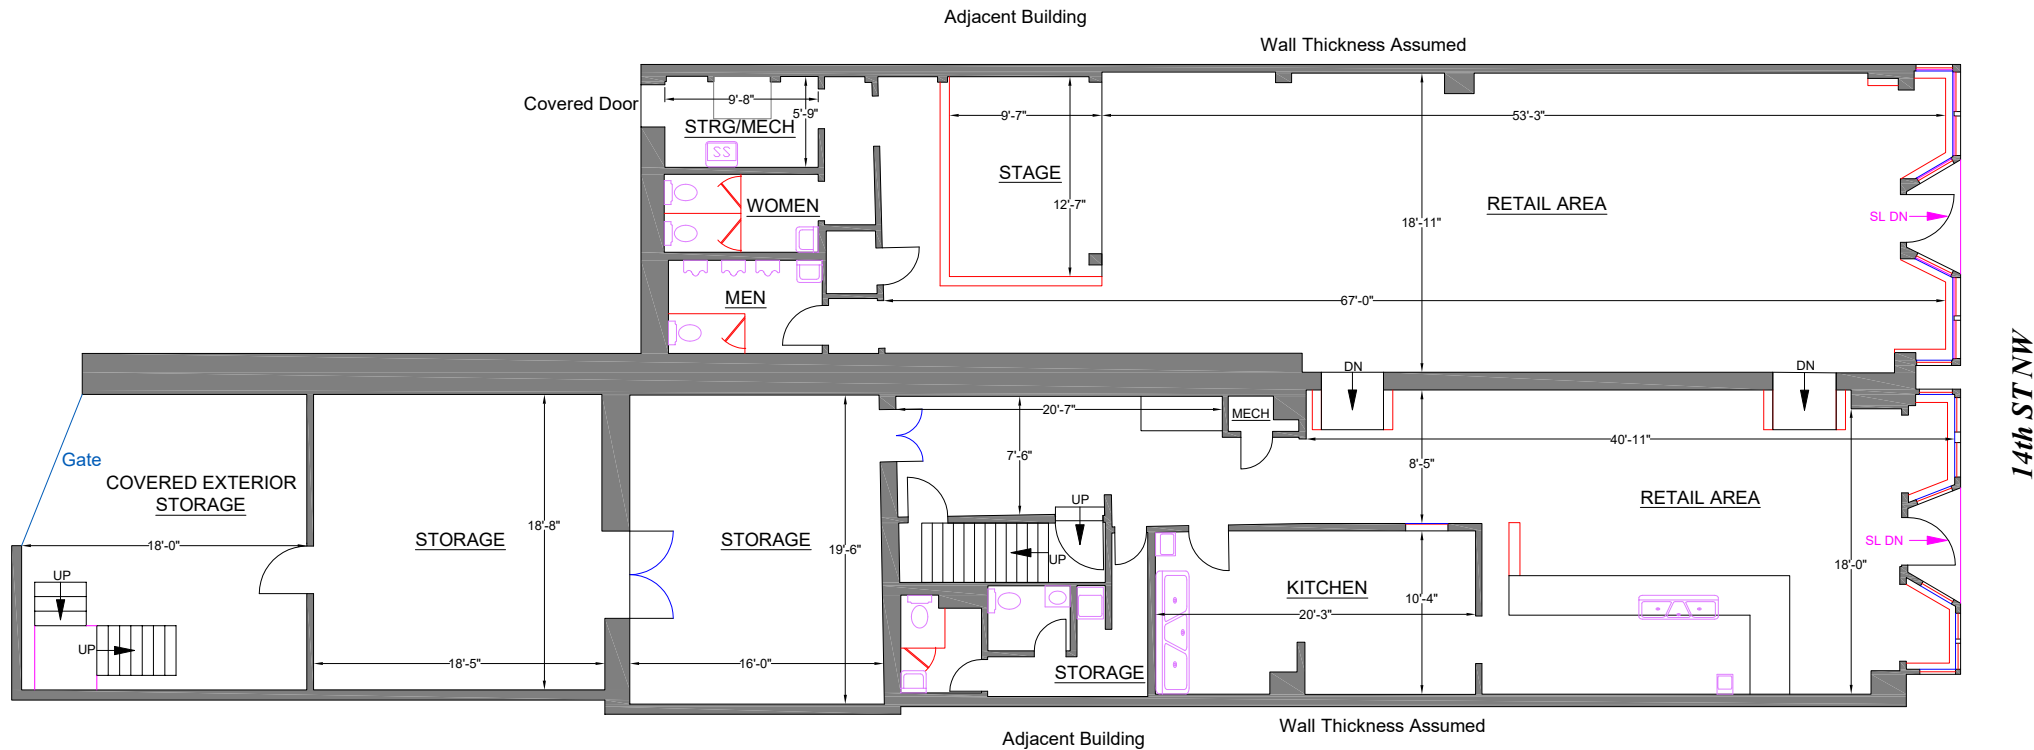 Adjacent Building
Wall Thickness Assumed
Covered Door
9'-8"
5'-9"
STRG/MECH
SS
9'-7"
53'-3"
STAGE
WOMEN
12'-7"
18'-11"
RETAIL AREA
SL DN
MEN
67'-0"
14th ST NW
DN
DN
20'-7"
MECH
40'-11"
Gate
7'-6"
8'-5"
COVERED EXTERIOR
STORAGE
RETAIL AREA
UP
18'-8"
STORAGE
STORAGE
18'-0"
19'-6"
UP
SL DN
18'-0"
UP
KITCHEN
10'-4"
20'-3"
UP
18'-5"
16'-0"
STORAGE
Wall Thickness Assumed
Adjacent Building